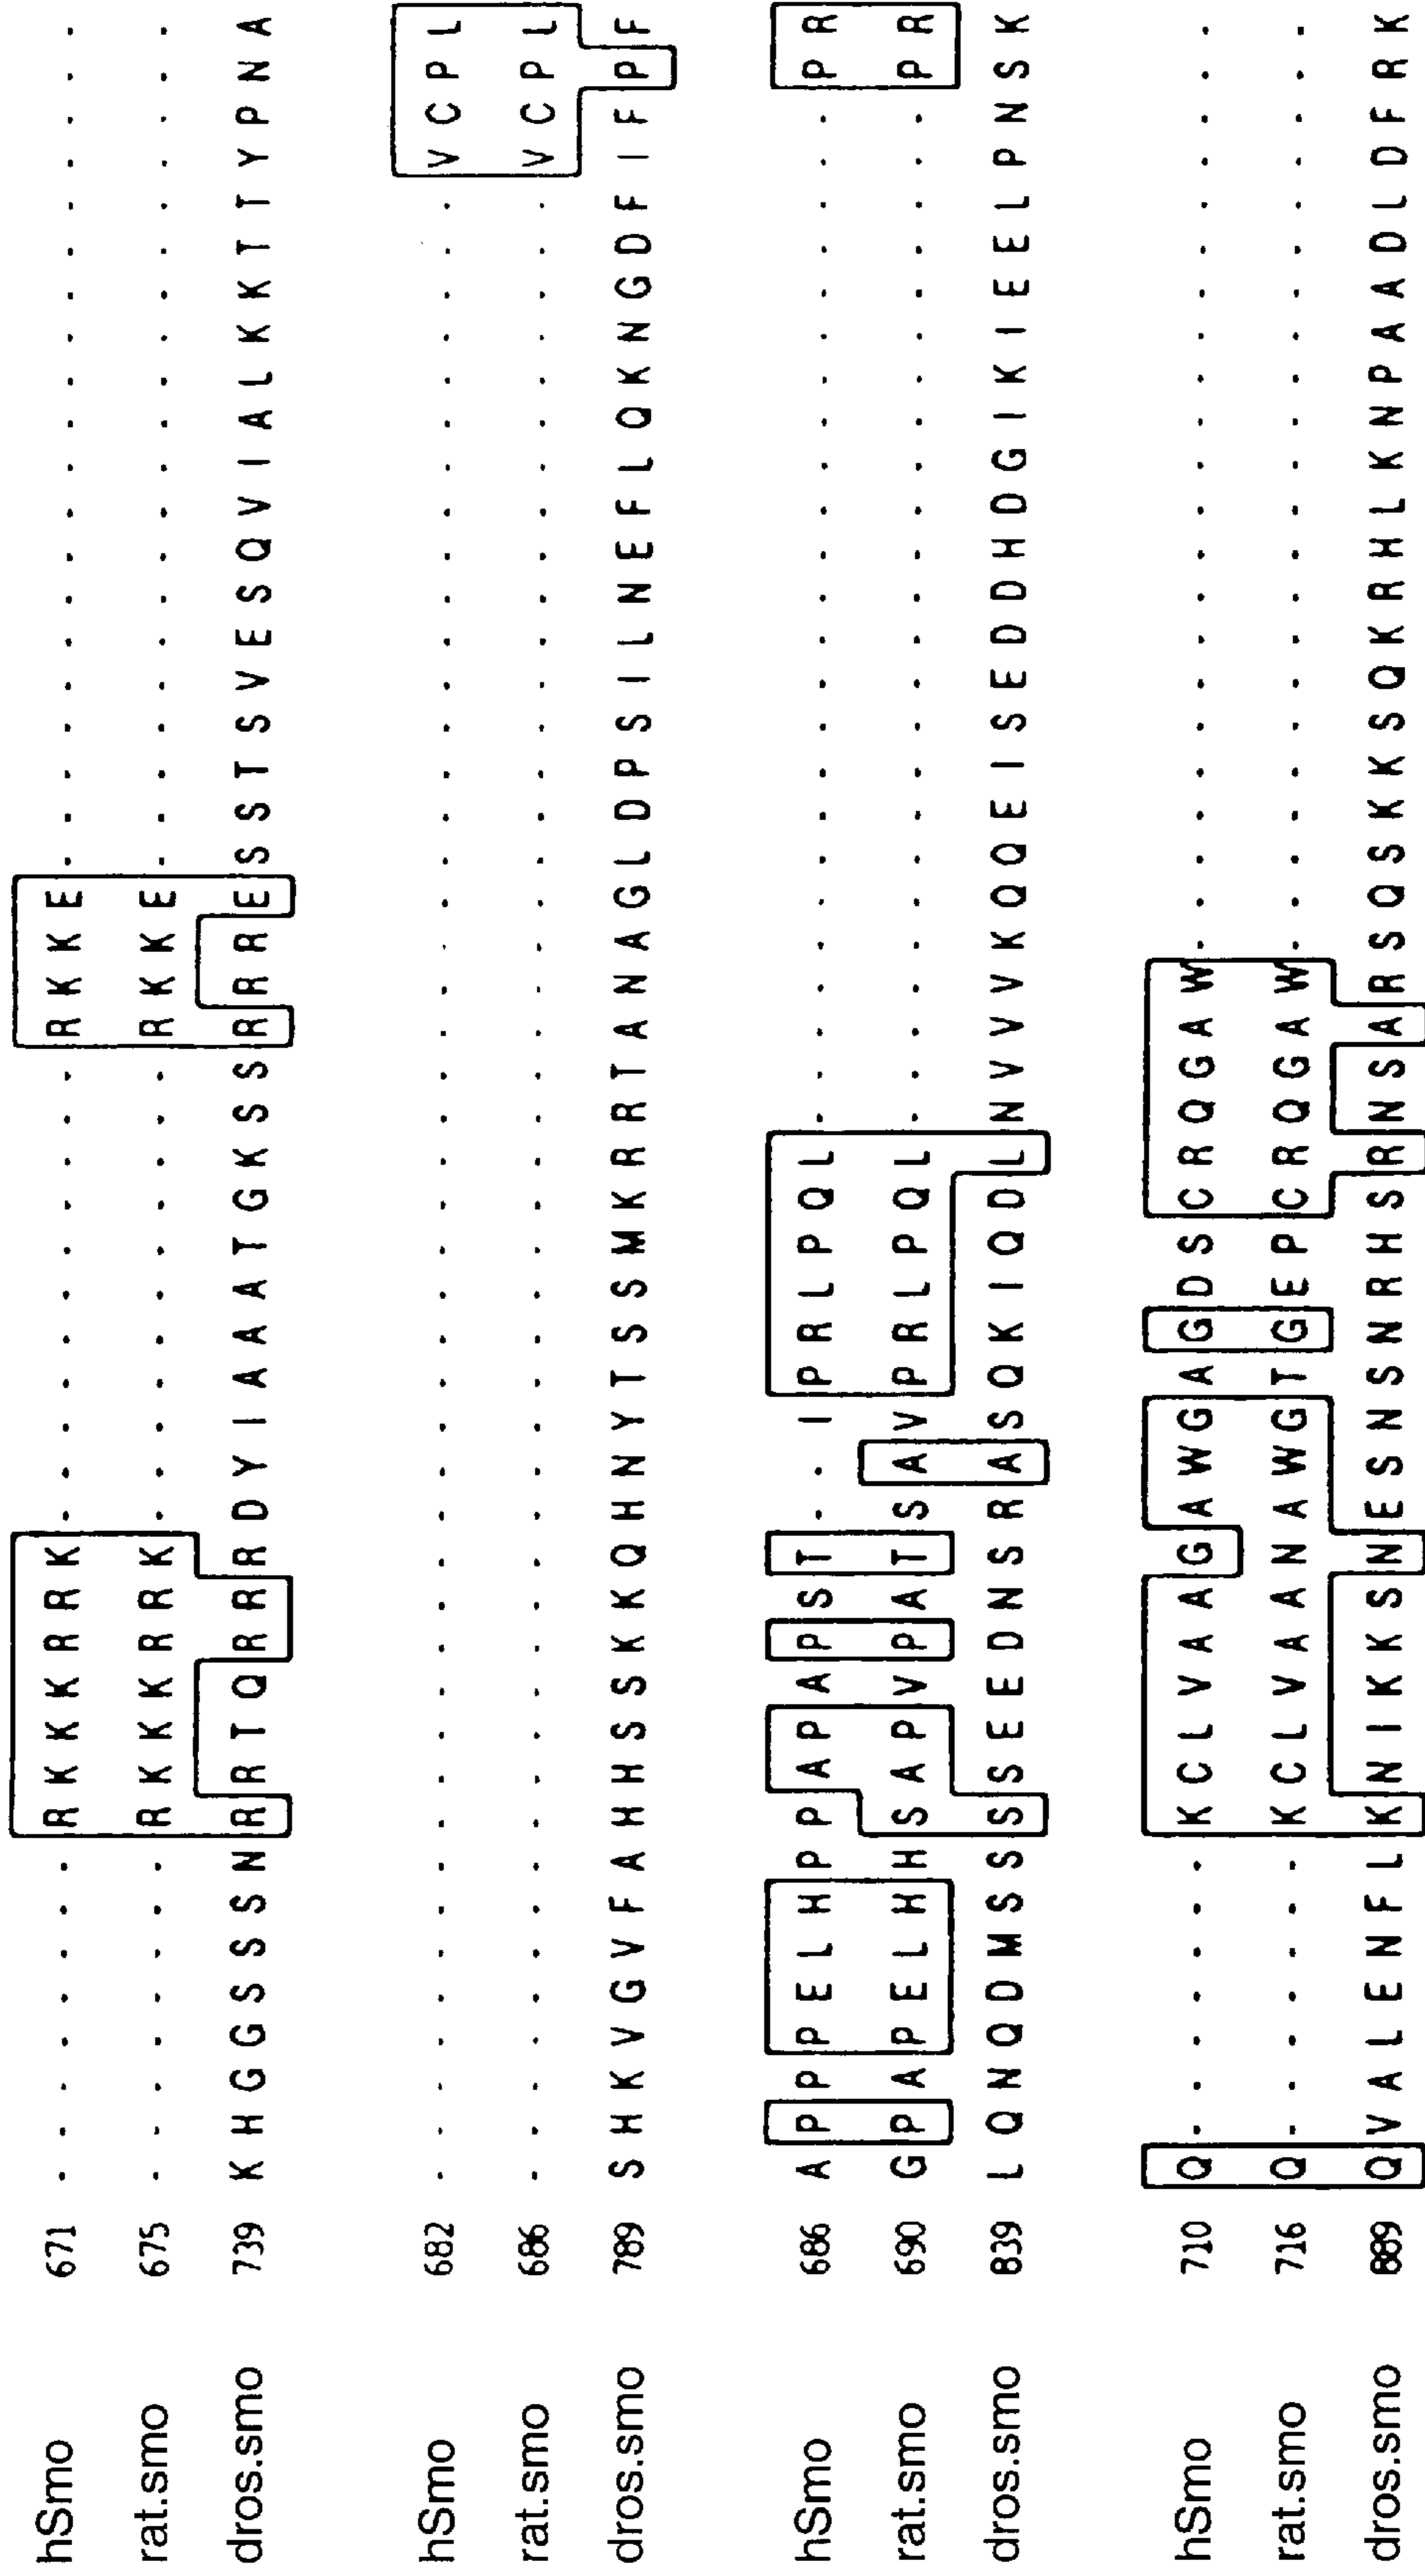 hSmo 671 . . . . . . . . R K K K R R K . . . . . . . . . . . R K K E . . . . . . . . . . . . . . . . . . . .
rat.smo 675 . . . . . . . . R K K K R R K . . . . . . . . . . . R K K E . . . . . . . . . . . . . . . . . . . .
dros.smo 739 K H G G S S S N R R T Q R R R D Y I A A A T G K S S R R R E S S T S V E S Q V I A L K K T T Y P N A
hSmo 682 . . . . . . . . . . . . . . . . . . . . . . . . . . . . . . . . . . . . . . . . . . . . . . V C P L
rat.smo 686 . . . . . . . . . . . . . . . . . . . . . . . . . . . . . . . . . . . . . . . . . . . . . . V C P L
dros.smo 789 S H K V G V F A H H S S K K Q H N Y T S S M K R R T A N A G L D P S I L N E F L Q K N G D F I F P F
hSmo 686 A P P P E L H P P A P A P S T . . I P R L P Q L . . . . . . . . . . . . . . . . . . . . . . . . P R
rat.smo 690 G P A P E L H H S A P V P A T S A V P R L P Q L . . . . . . . . . . . . . . . . . . . . . . . . P R
dros.smo 839 L Q N Q D M S S S S E E D N S R A S Q K I Q D L N V V V K Q Q E I S E D D H D G I K I E E L P N S K
hSmo 710 Q . . . . . . . K C L V A A G A W G A G D S C R Q G A W . . . . . . . . . . . . . . . . . . . . . .
rat.smo 716 Q . . . . . . . K C L V A A N A W G T G E P C R Q G A W . . . . . . . . . . . . . . . . . . . . . .
dros.smo 889 Q V A L E N F L K N I K K S N E S N S N R H S R N S A R S Q S K K S Q K R H L K N P A A D L D F R K